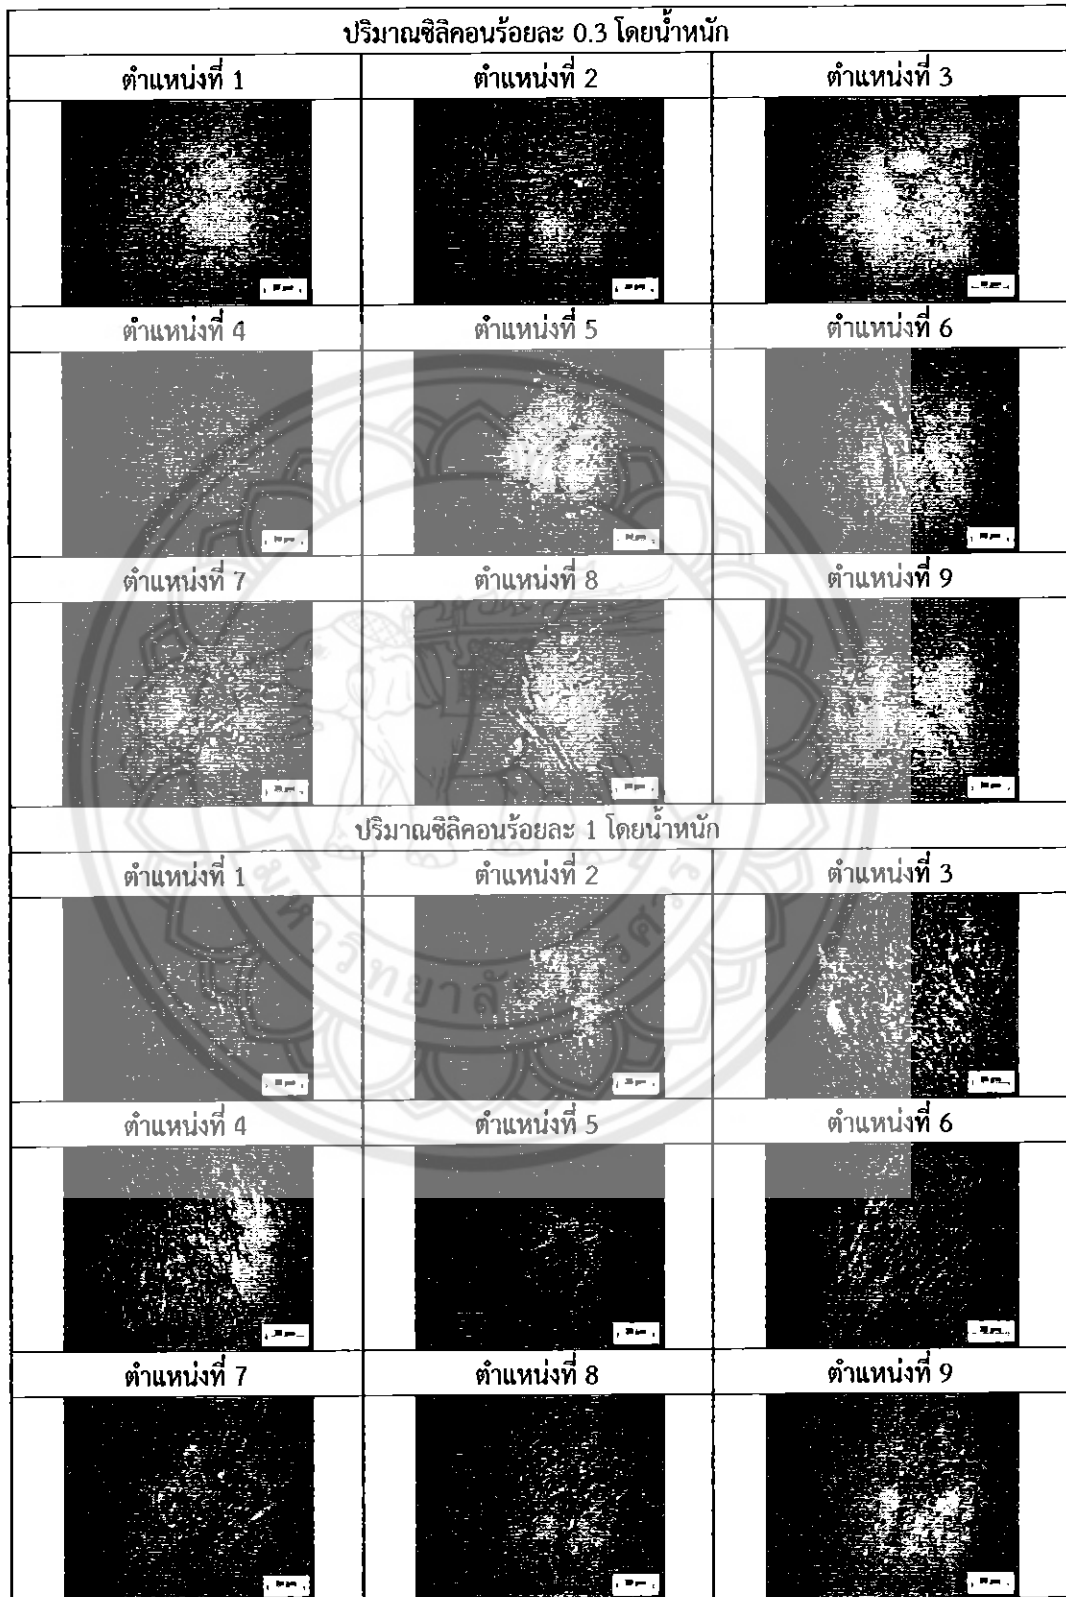 ปริมาณซิลิคอนร้อยละ 0.3 โดยน้ำหนัก
ตำแหน่งที่ 1 ตำแหน่งที่ 2 ตำแหน่งที่ 3
ตำแหน่งที่ 4 ตำแหน่งที่ 5 ตำแหน่งที่ 6
ตำแหน่งที่ 7 ตำแหน่งที่ 8 ตำแหน่งที่ 9
ปริมาณซิลิคอนร้อยละ 1 โดยน้ำหนัก
ตำแหน่งที่ 1 ตำแหน่งที่ 2 ตำแหน่งที่ 3
ตำแหน่งที่ 4 ตำแหน่งที่ 5 ตำแหน่งที่ 6
ตำแหน่งที่ 7 ตำแหน่งที่ 8 ตำแหน่งที่ 9